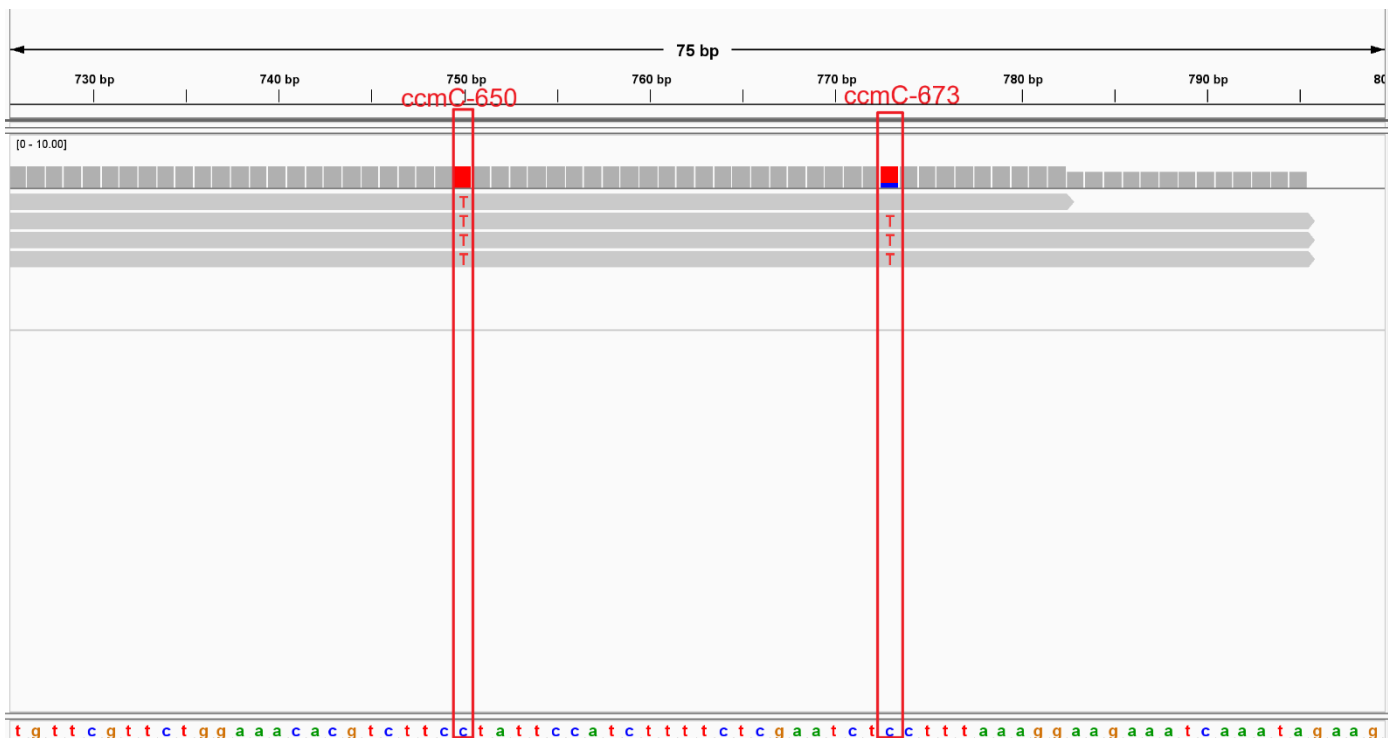 75 bp
730 bp 740 bp 750 bp 760 bp 770 bp 780 bp 790 bp 80
ccmC-650 ccmC-673
[0 - 10.00]
T
T T
T T
T T
t g t t c g t t c t g g a a a c a c g t c t t c c t a t t c c a t c t t t t c t c g a a t c t c c t t t a a a g g a a g a a a t c a a a t a g a a g